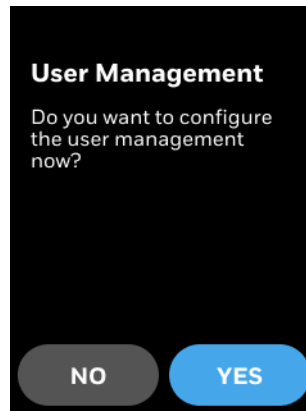 User Management
Do you want to configure
the user management
now?
NO
YES